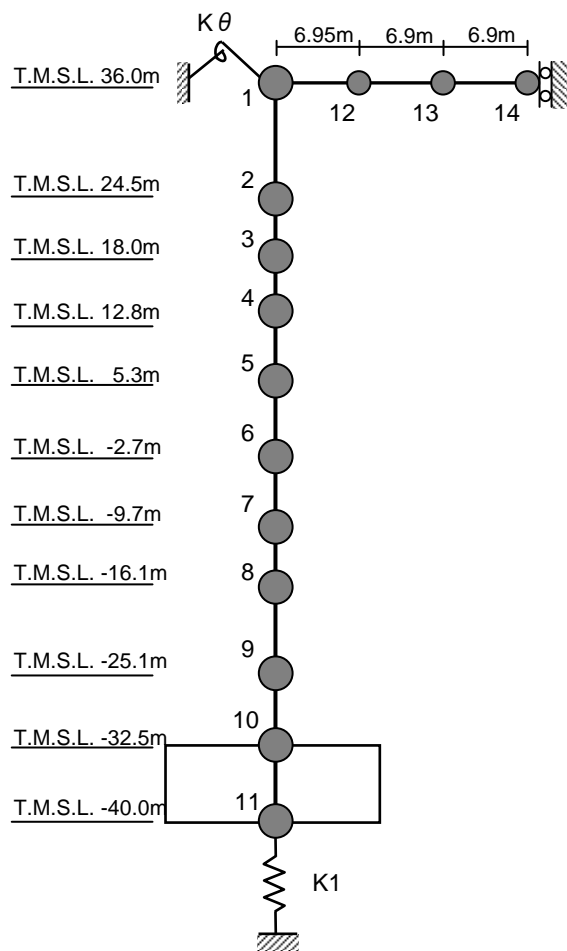 Kθ
6.95m 6.9m 6.9m
T.M.S.L. 36.0m
1 12 13 14
T.M.S.L. 24.5m 2
T.M.S.L. 18.0m 3
T.M.S.L. 12.8m 4
T.M.S.L. 5.3m 5
T.M.S.L. -2.7m 6
T.M.S.L. -9.7m 7
T.M.S.L. -16.1m 8
T.M.S.L. -25.1m 9
T.M.S.L. -32.5m 10
T.M.S.L. -40.0m 11
K1